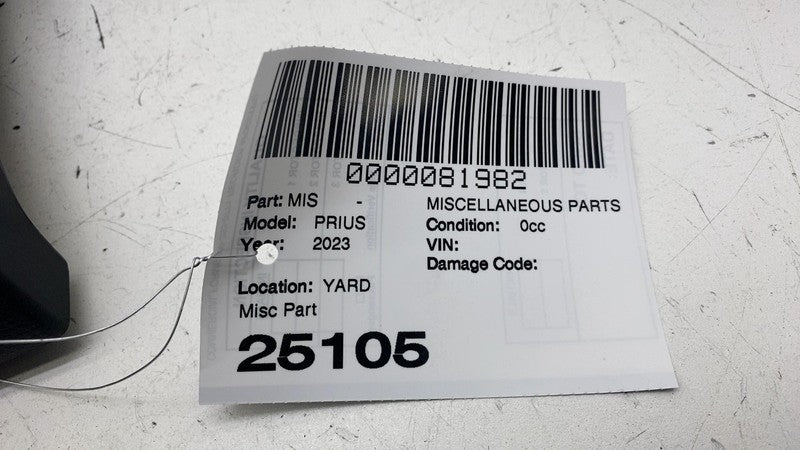 0000081982
Part: MIS - MISCELLANEOUS PARTS
Model: PRIUS Condition: 0cc
Year: 2023 VIN:
Damage Code:
Location: YARD
Misc Part
25105